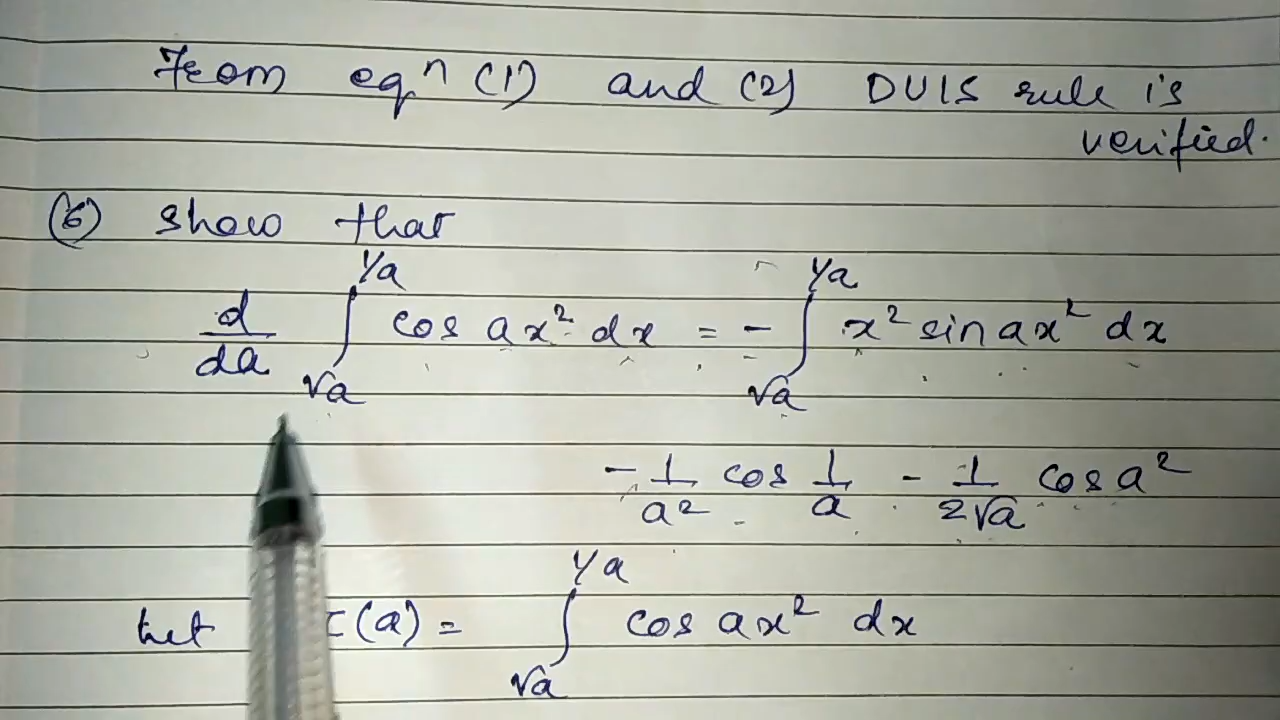 From eqn (1) and (2) DUIS rule is
verified.
(6) Show that
d/da ∫_{√a}^{1/a} cos ax² dx = - ∫_{√a}^{1/a} x² sin ax² dx
- 1/a² cos 1/a - 1/2√a cos a²
Let I(a) = ∫_{√a}^{1/a} cos ax² dx